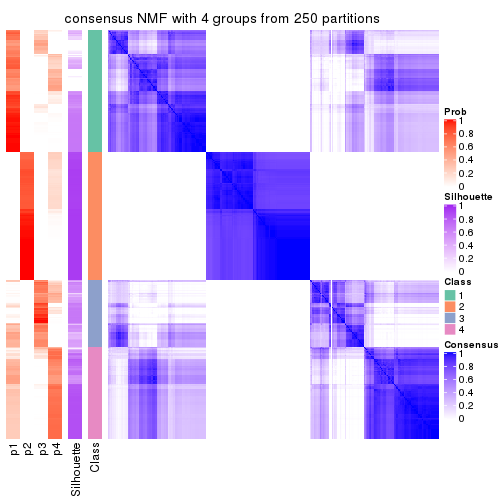 consensus NMF with 4 groups from 250 partitions
Prob
1
0.8
0.6
0.4
0.2
0
Silhouette
1
0.8
0.6
0.4
0.2
0
Class
1
2
3
4
Consensus
1
0.8
0.6
0.4
0.2
0
p1
p2
p3
p4
Silhouette
Class